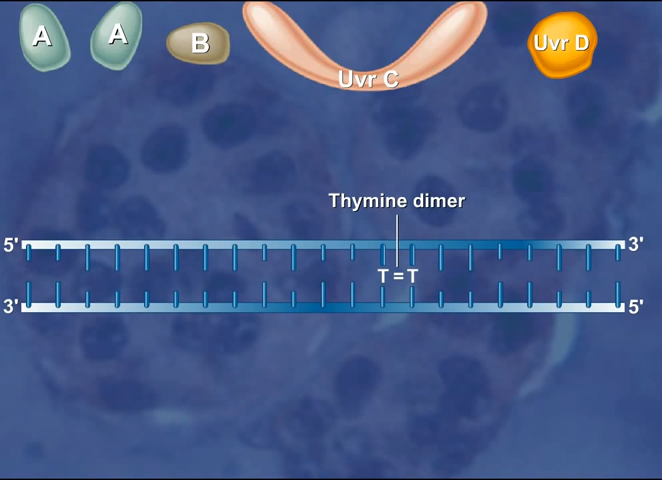 A
A
B
Uvr C
Uvr D
Thymine dimer
5' 3'
T = T
3' 5'